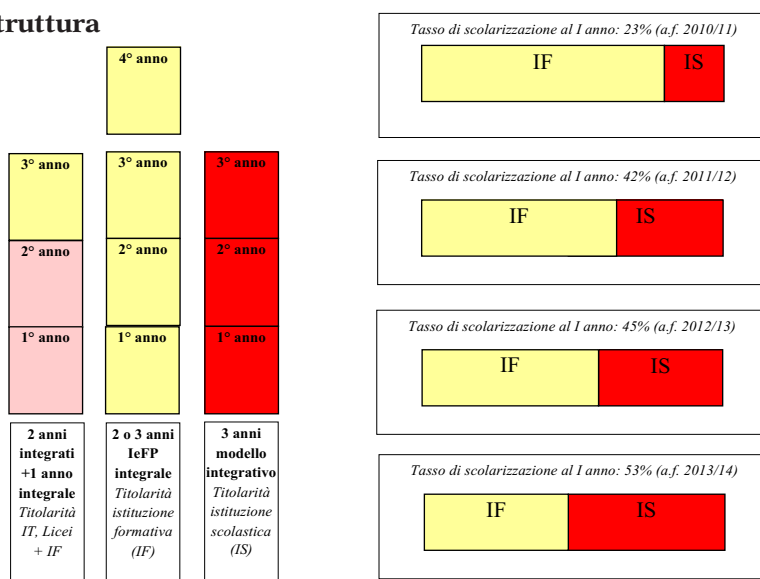 truttura
4° anno
3° anno
3° anno
3° anno
2° anno
2° anno
2° anno
1° anno
1° anno
1° anno
2 anni
integrati
+1 anno
integrale
Titolarità
IT, Licei
+ IF
2 o 3 anni
IeFP
integrale
Titolarità
istituzione
formativa
(IF)
3 anni
modello
integrativo
Titolarità
istituzione
scolastica
(IS)
Tasso di scolarizzazione al I anno: 23% (a.f. 2010/11)
IF
IS
Tasso di scolarizzazione al I anno: 42% (a.f. 2011/12)
IF
IS
Tasso di scolarizzazione al I anno: 45% (a.f. 2012/13)
IF
IS
Tasso di scolarizzazione al I anno: 53% (a.f. 2013/14)
IF
IS